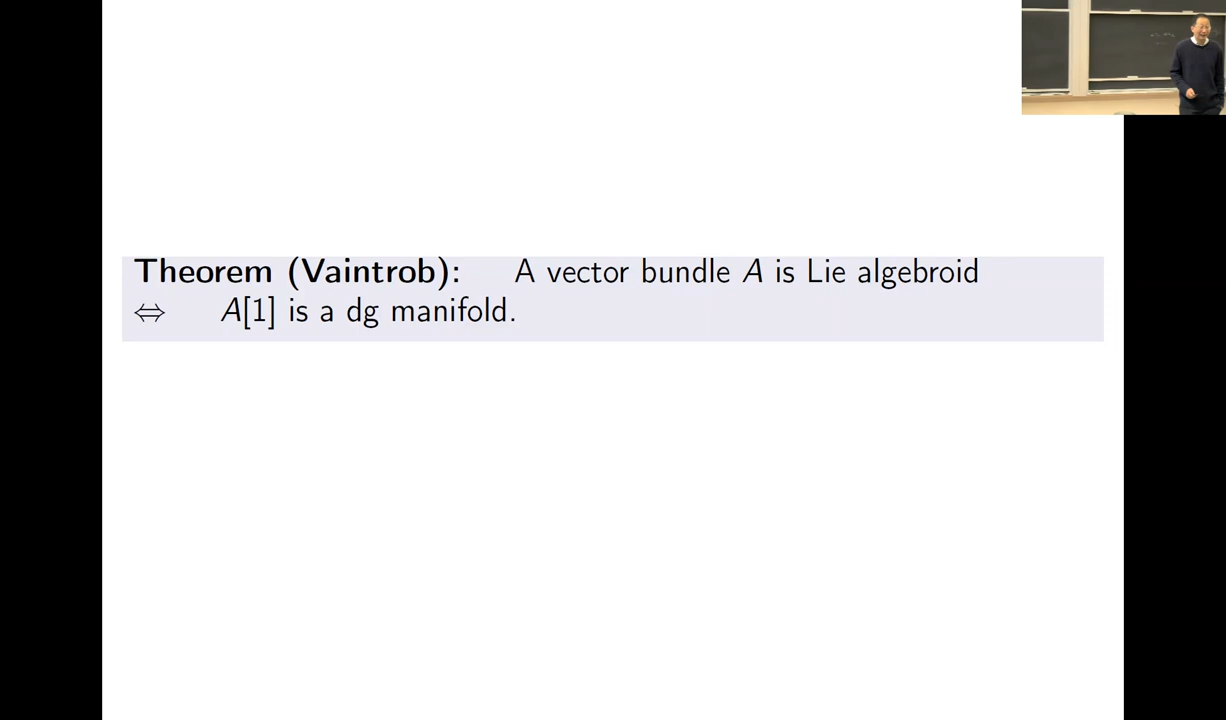 Theorem (Vaintrob): A vector bundle A is Lie algebroid
⇔ A[1] is a dg manifold.